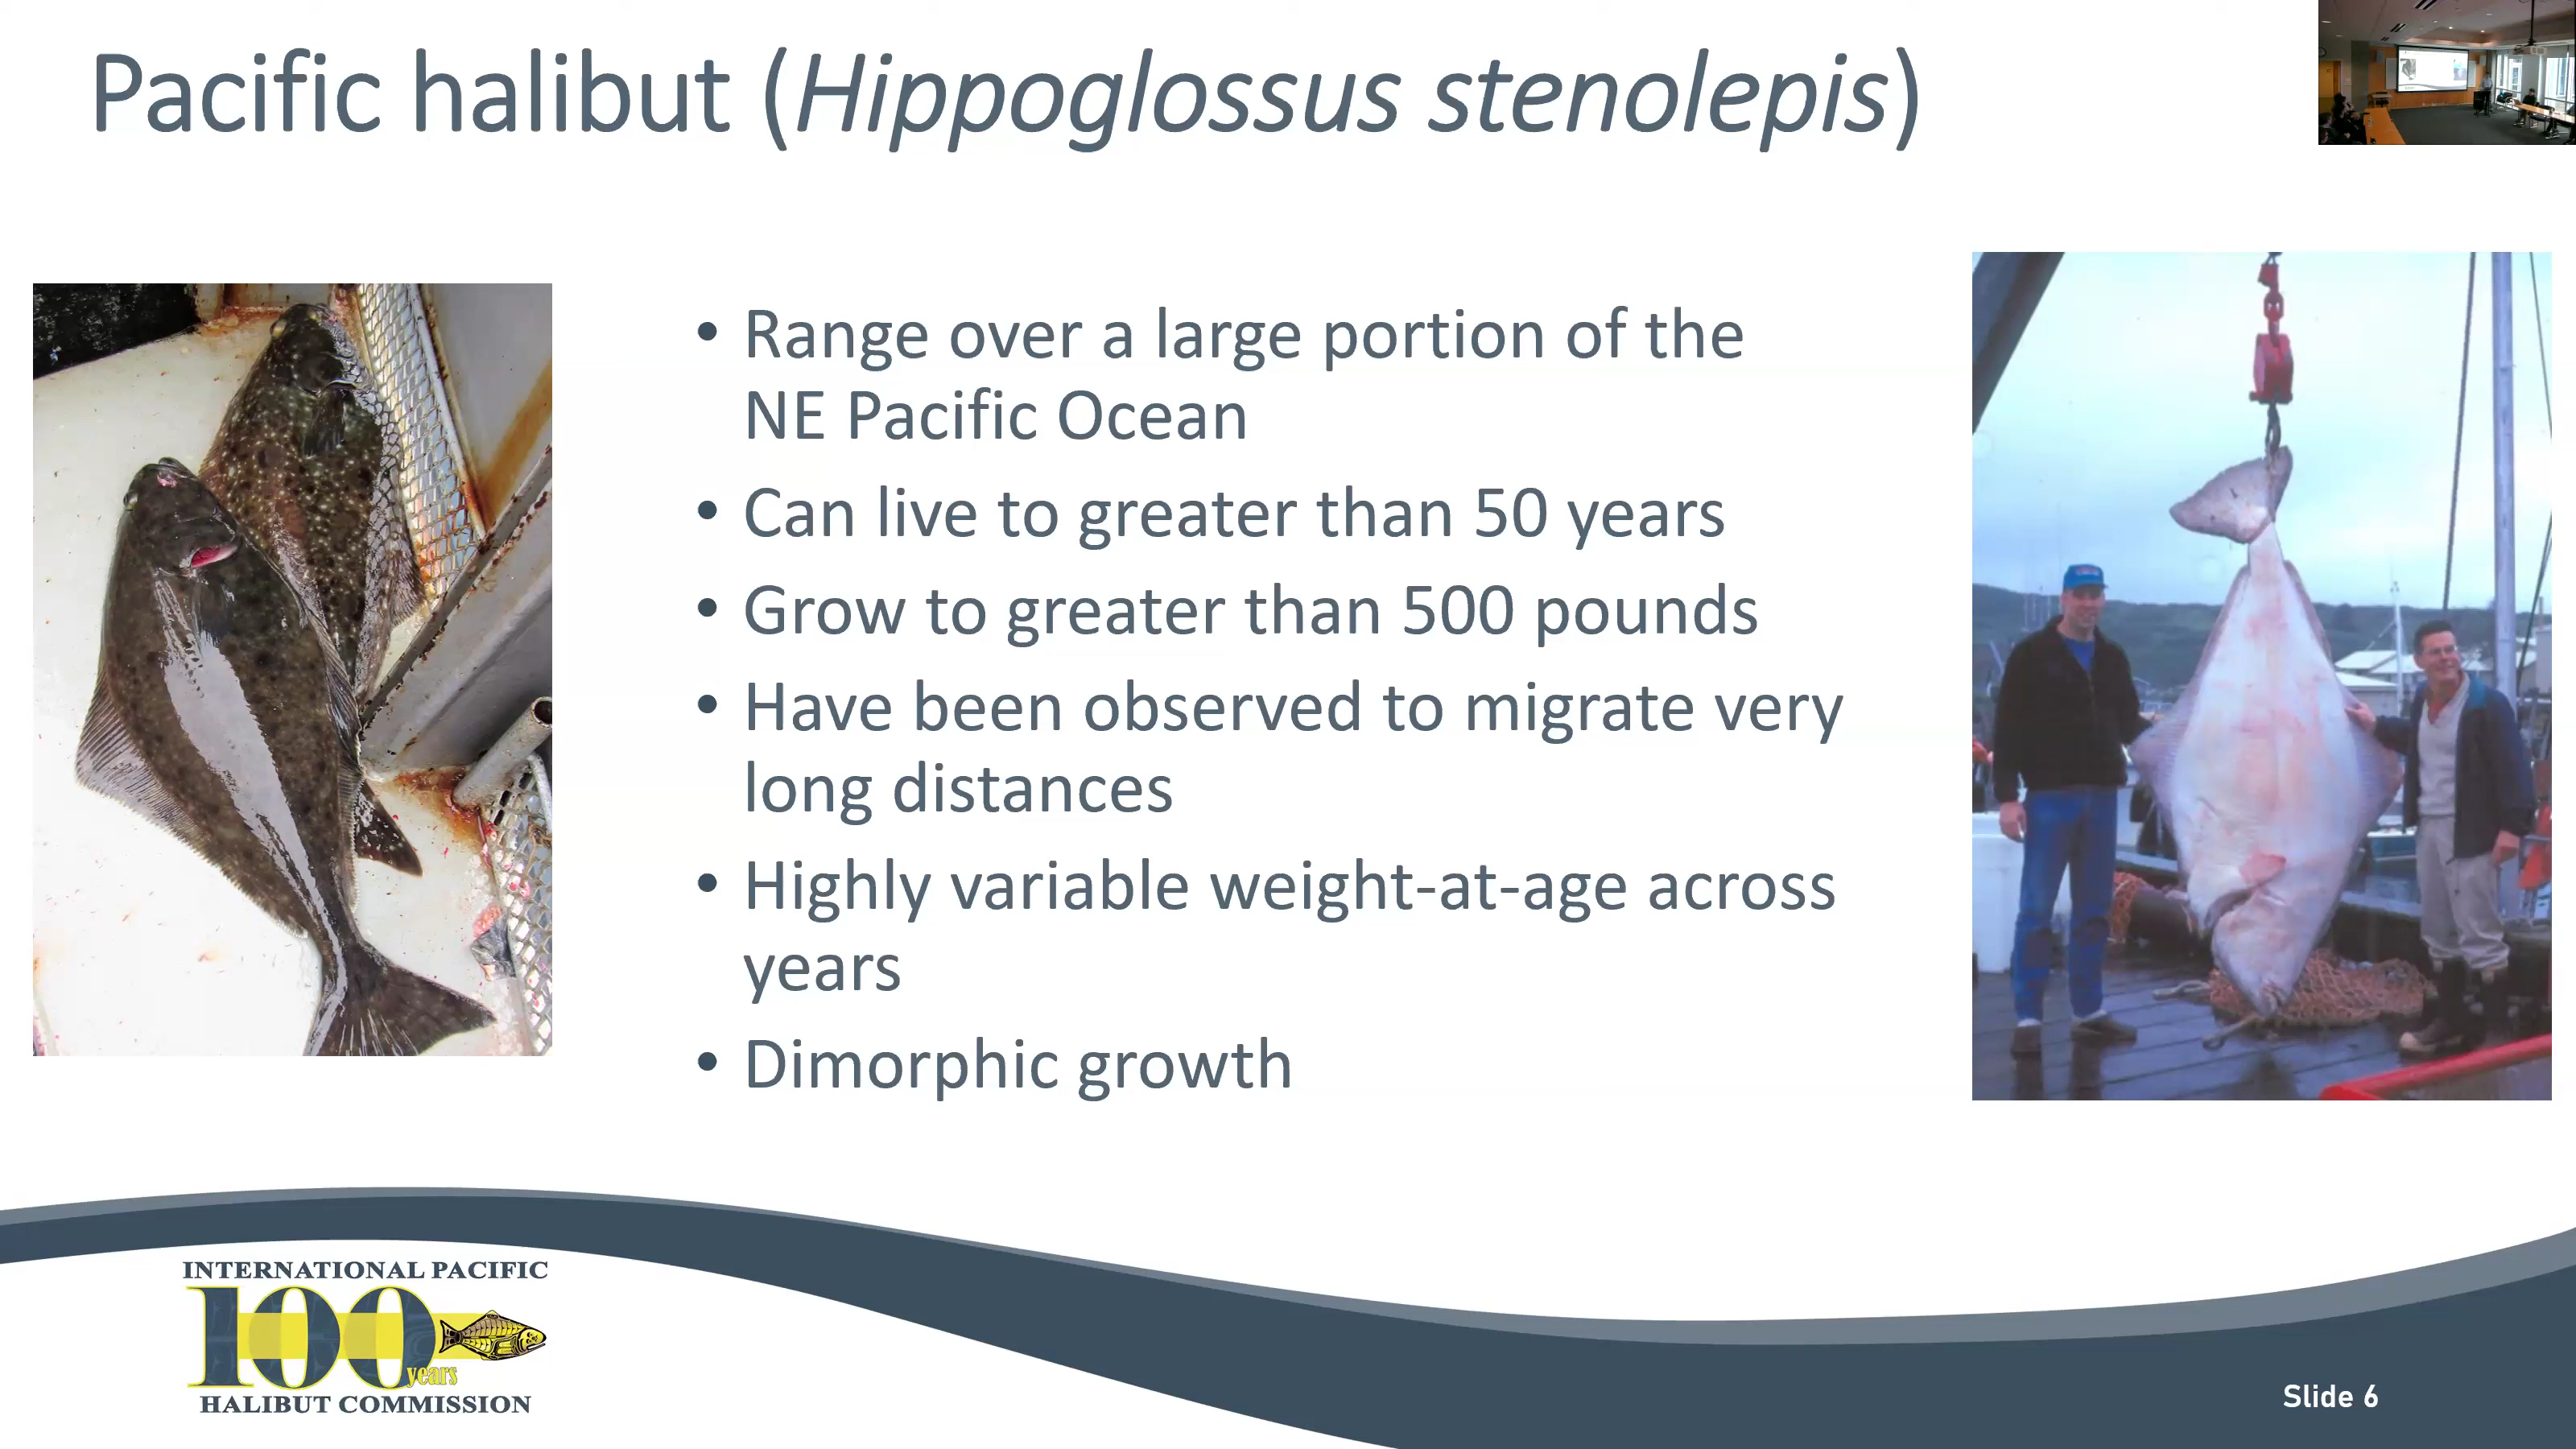 Pacific halibut (Hippoglossus stenolepis)
• Range over a large portion of the
NE Pacific Ocean
• Can live to greater than 50 years
• Grow to greater than 500 pounds
• Have been observed to migrate very
long distances
• Highly variable weight-at-age across
years
• Dimorphic growth
INTERNATIONAL PACIFIC
100
years
HALIBUT COMMISSION
Slide 6